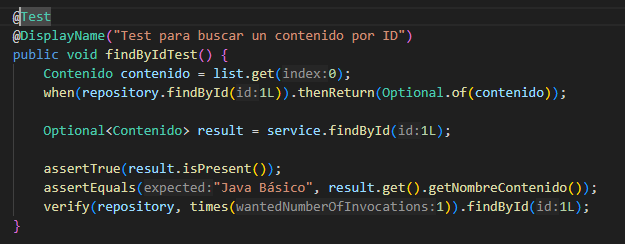 @Test
@DisplayName("Test para buscar un contenido por ID")
public void findByIdTest() {
Contenido contenido = list.get(index:0);
when(repository.findById(id:1L)).thenReturn(Optional.of(contenido));
Optional<Contenido> result = service.findById(id:1L);
assertTrue(result.isPresent());
assertEquals(expected:"Java Básico", result.get().getNombreContenido());
verify(repository, times(wantedNumberOfInvocations:1)).findById(id:1L);
}